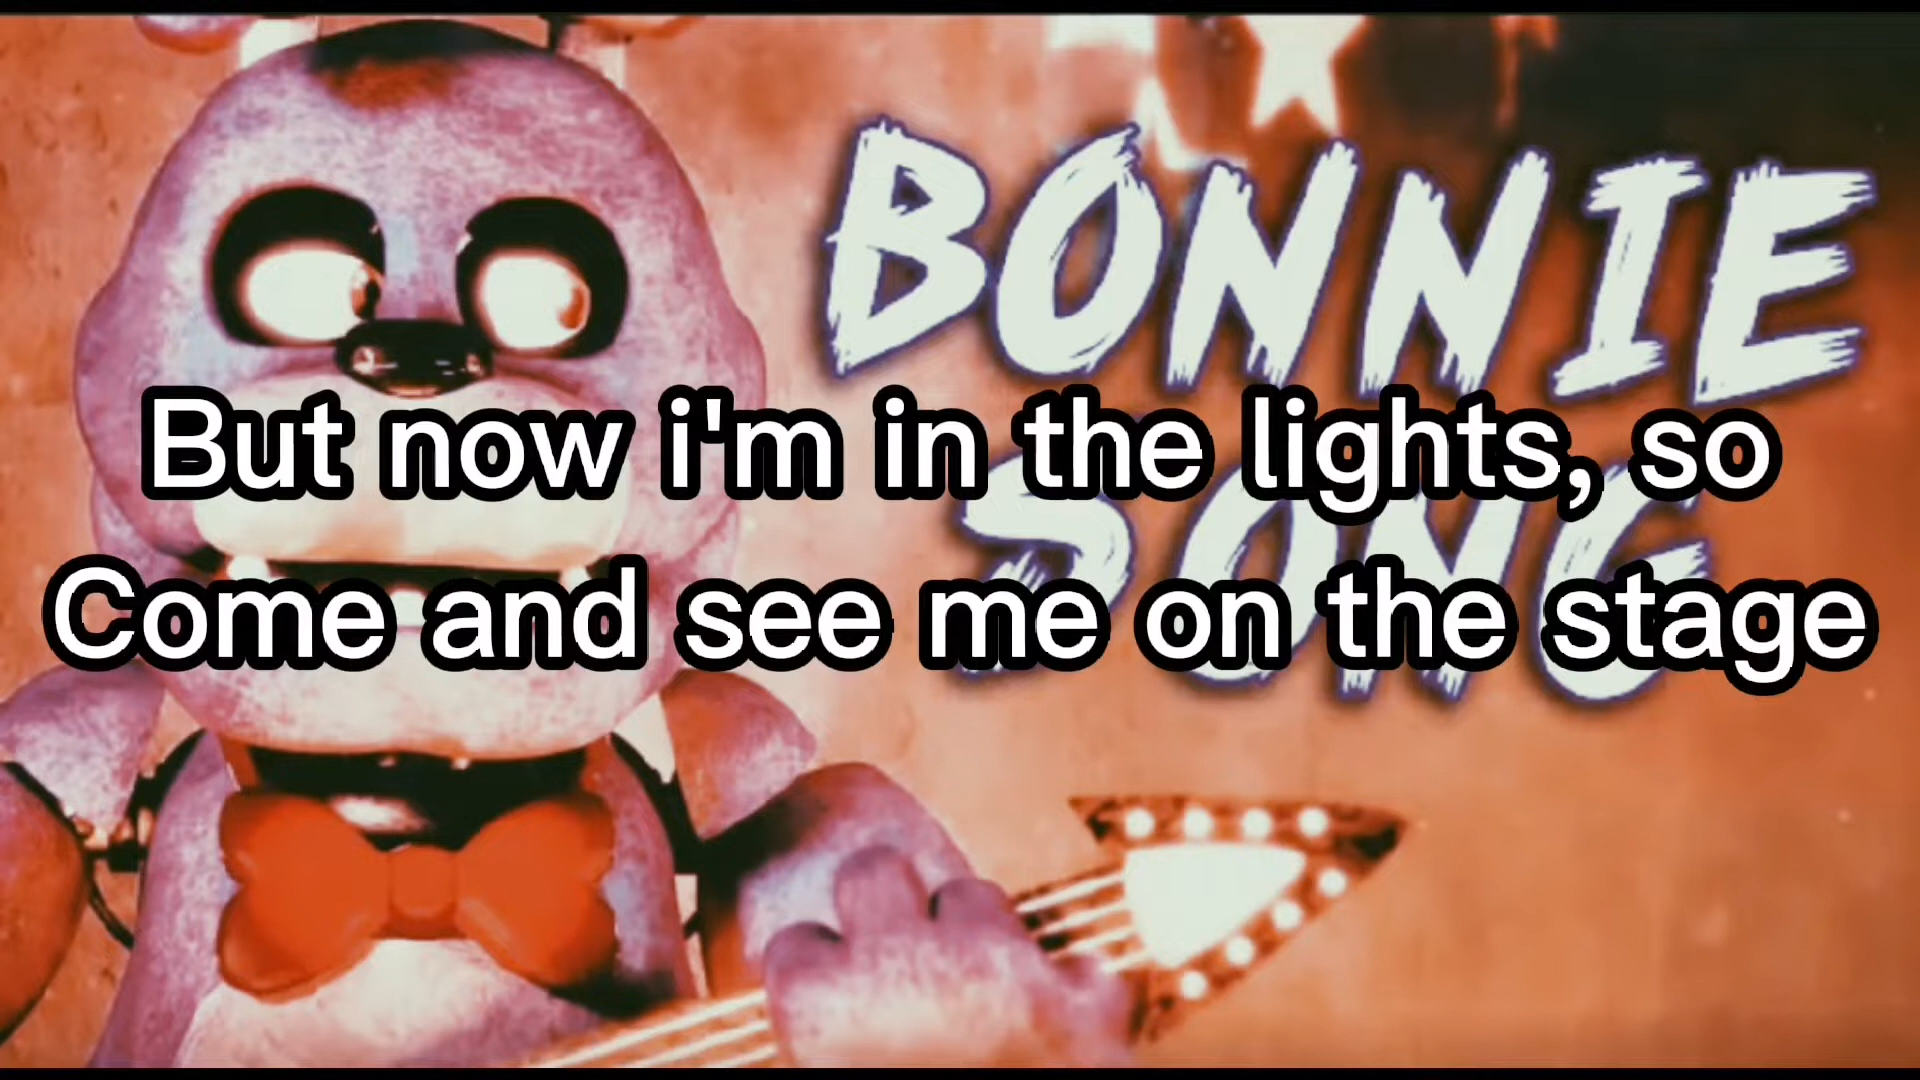 BONNIE
SONG
But now i'm in the lights, so
Come and see me on the stage